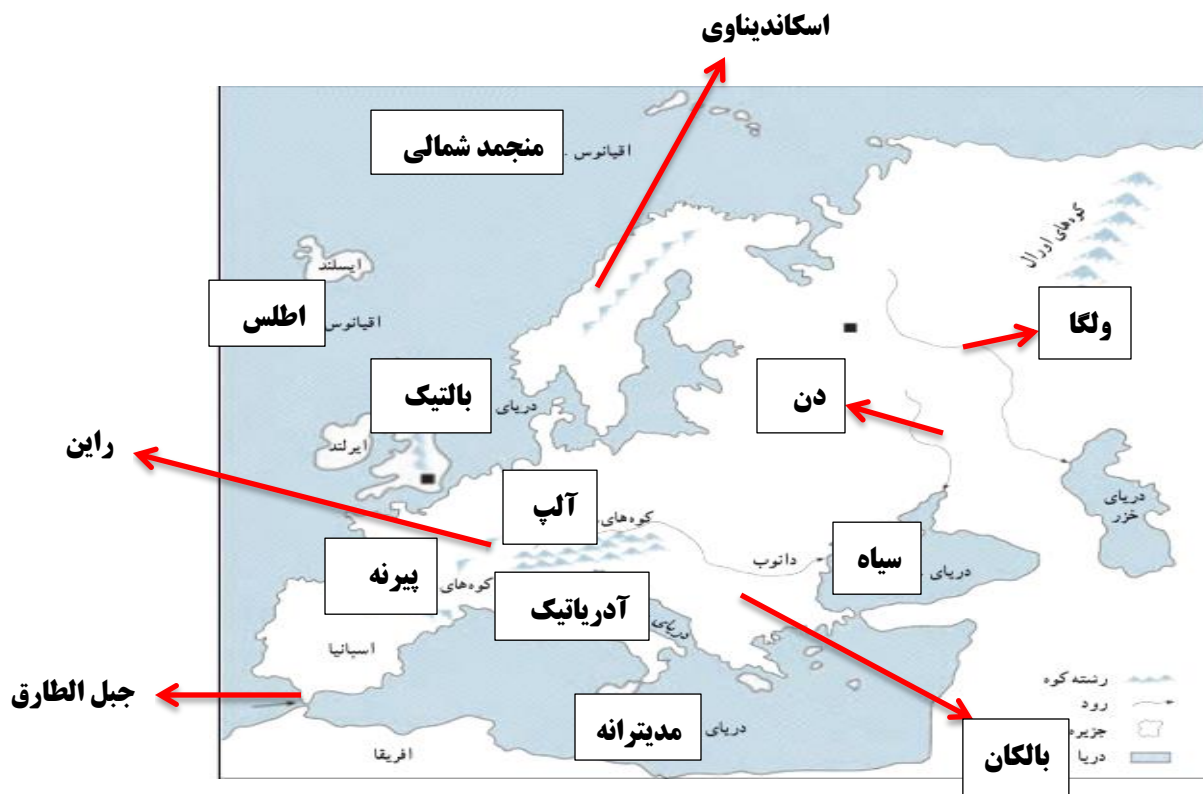 اسکاندیناوی
اقیانوس منجمد شمالی
کوه‌های اورال
ایسلند
اقیانوس اطلس
ولگا
دریای بالتیک
دن
ایرلند
راین
دریای خزر
کوه‌های آلپ
دانوب
دریای سیاه
کوه‌های پیرنه
دریای آدریاتیک
اسپانیا
جبل الطارق
دریای مدیترانه
افریقا
بالکان
رشته کوه
رود
جزیره
دریا